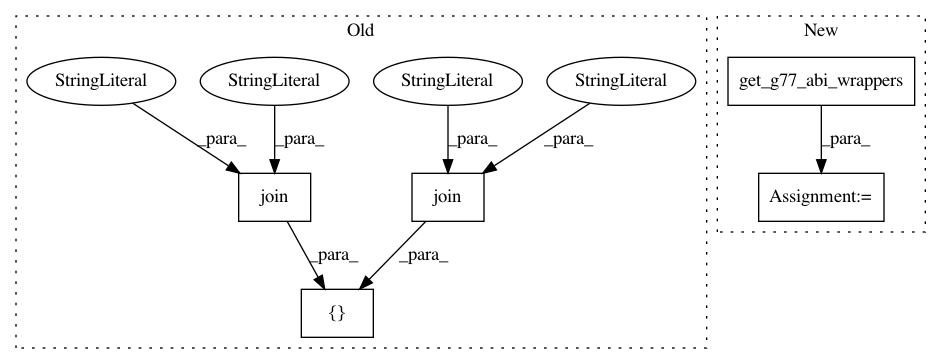 Old
New
StringLiteral
StringLiteral
StringLiteral
StringLiteral
get_g77_abi_wrappers
_para_
_para_
_para_
_para_
_para_
join
join
Assignment:=
_para_
_para_
{}